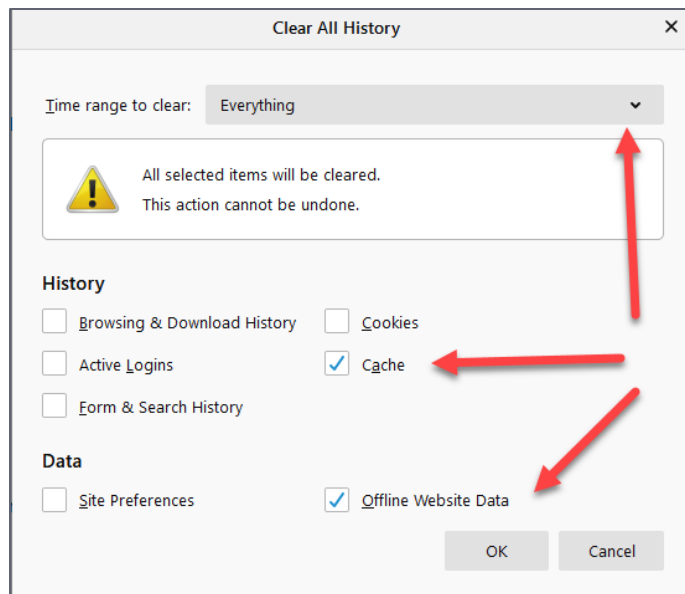 Clear All History
Time range to clear: Everything
All selected items will be cleared.
This action cannot be undone.
History
Browsing & Download History Cookies
Active Logins Cache
Form & Search History
Data
Site Preferences Offline Website Data
OK Cancel